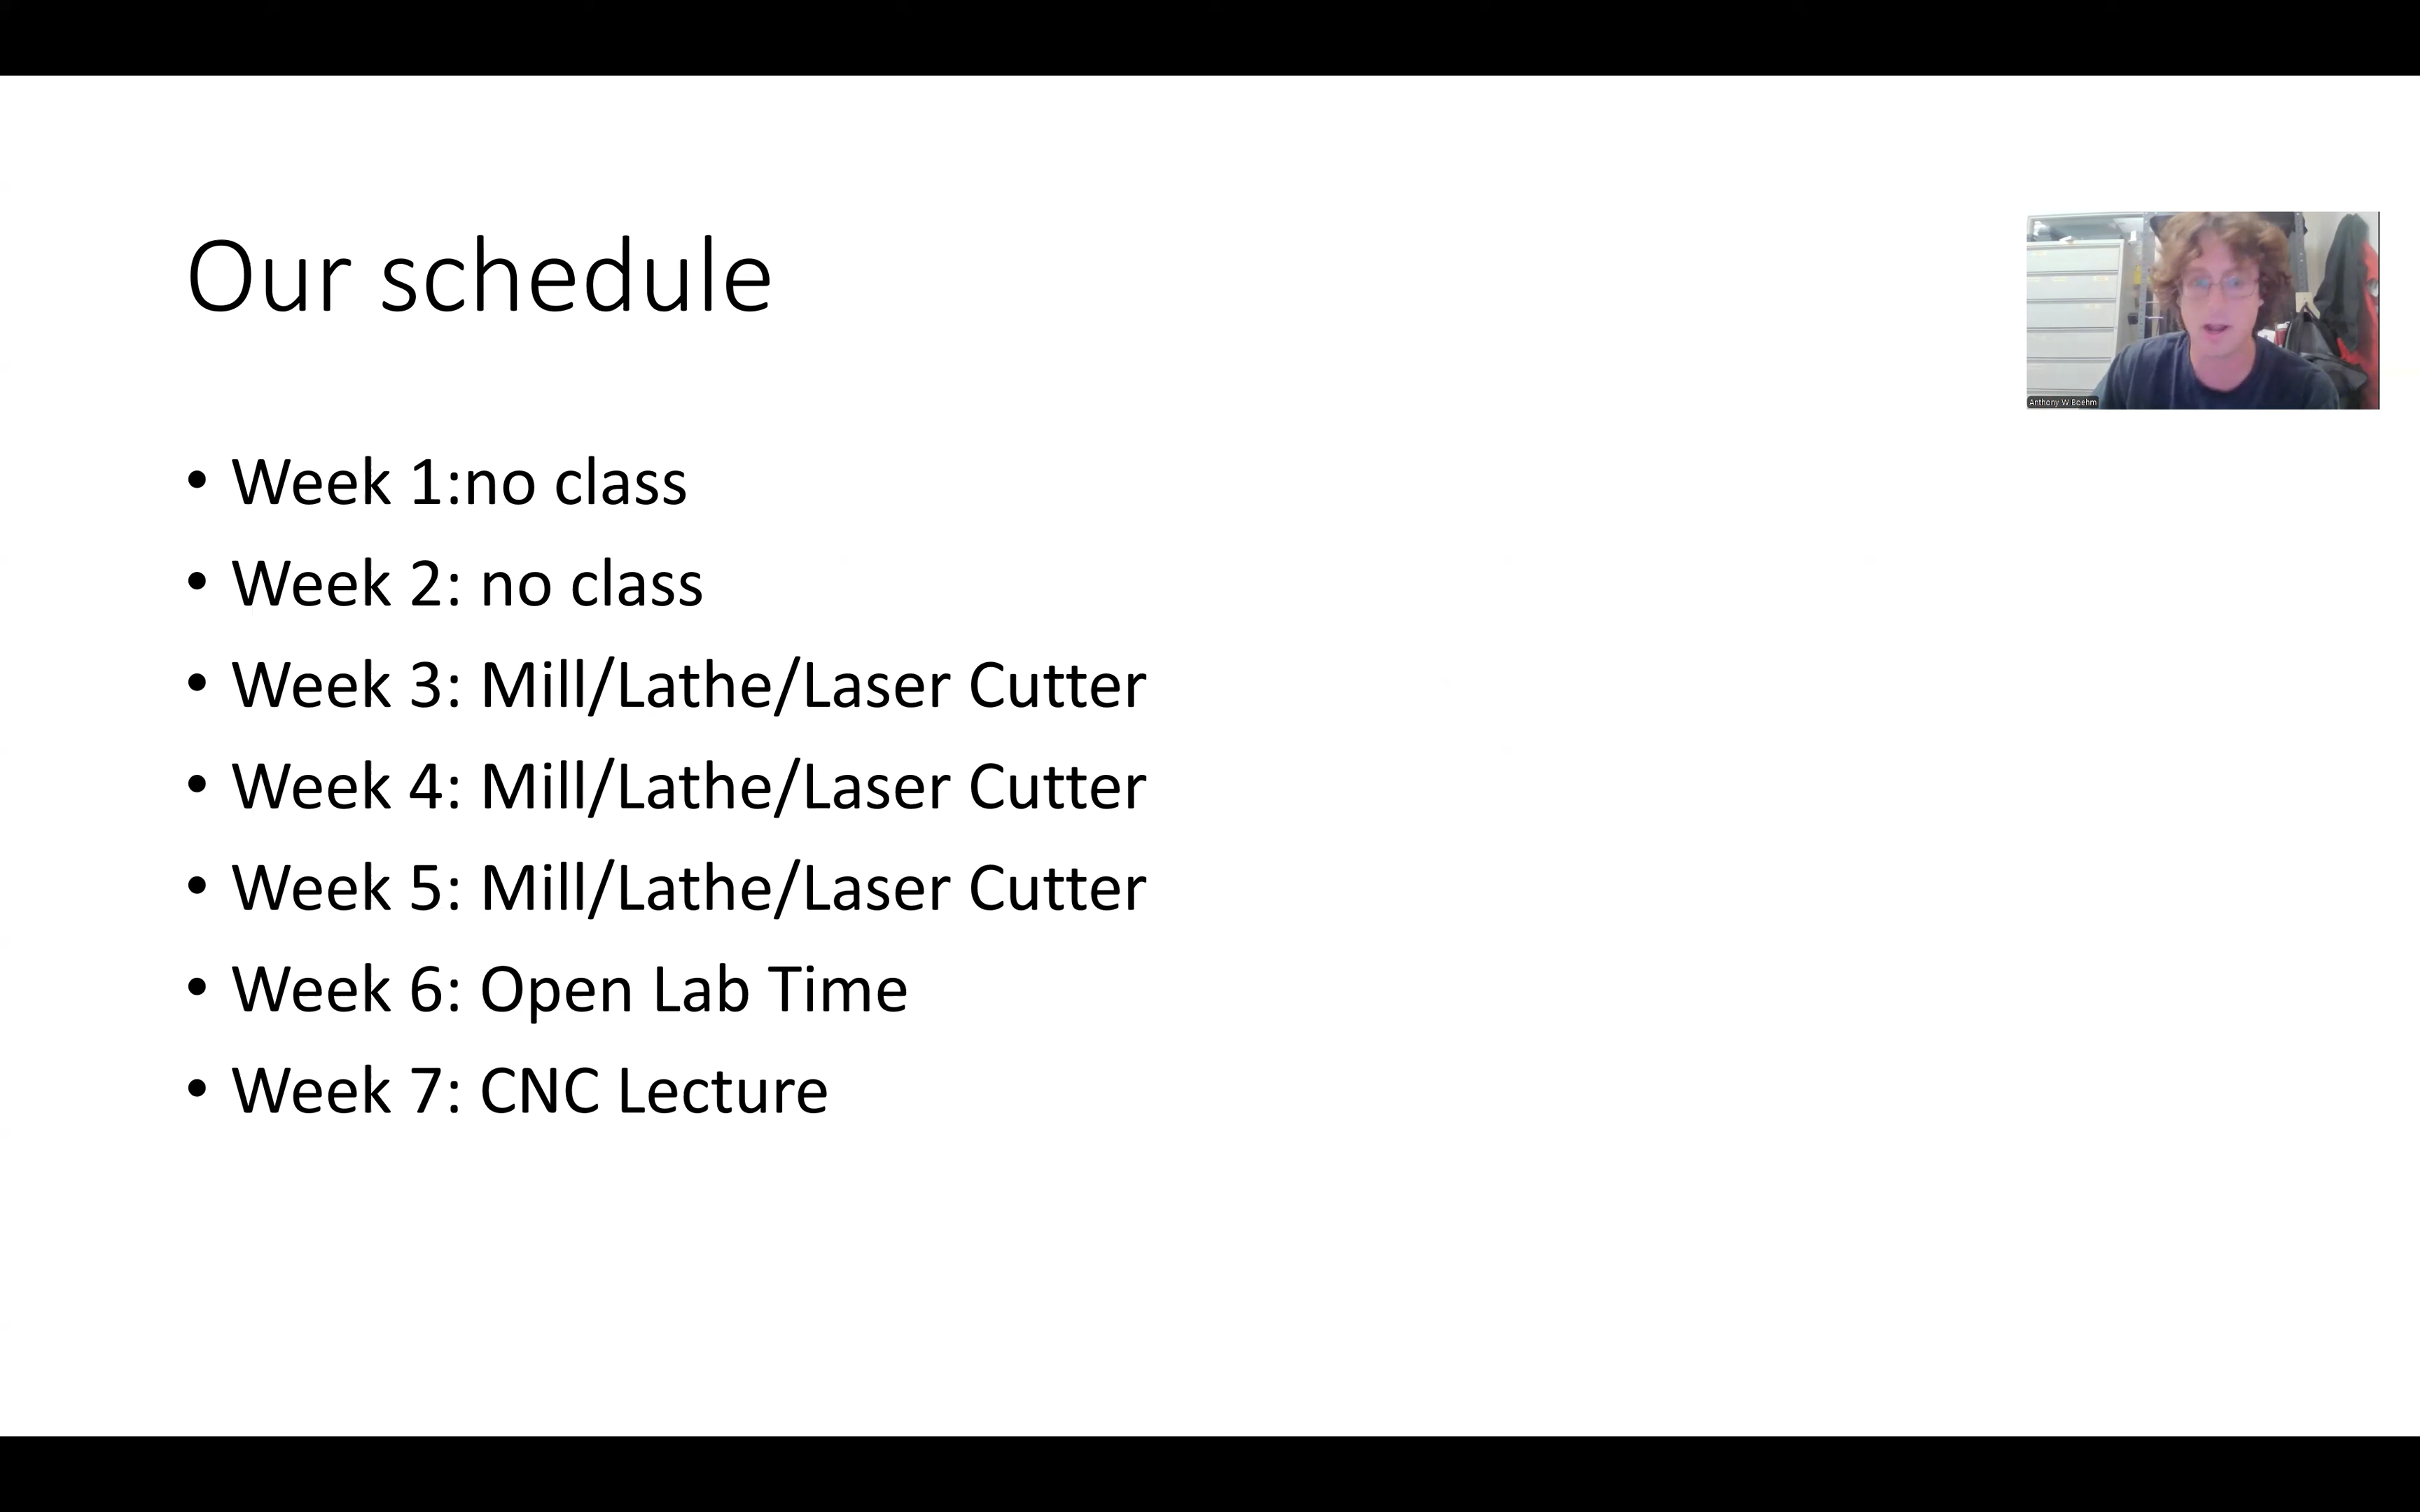 Our schedule
Anthony W Boehm
• Week 1:no class
• Week 2: no class
• Week 3: Mill/Lathe/Laser Cutter
• Week 4: Mill/Lathe/Laser Cutter
• Week 5: Mill/Lathe/Laser Cutter
• Week 6: Open Lab Time
• Week 7: CNC Lecture